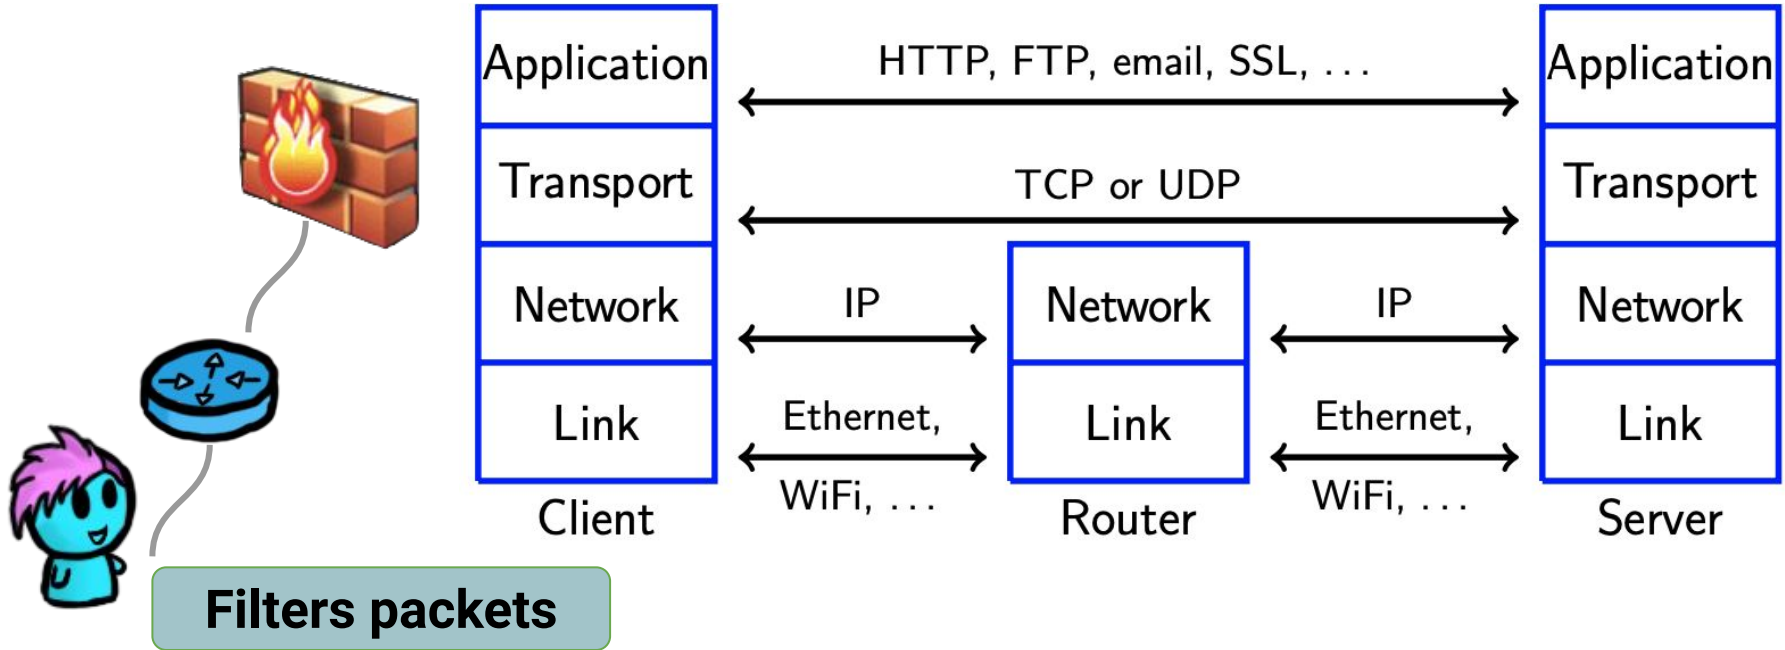 Application
HTTP, FTP, email, SSL, ...
Application
Transport
TCP or UDP
Transport
Network
IP
Network
IP
Network
Link
Ethernet,
WiFi, ...
Link
Ethernet,
WiFi, ...
Link
Client
Router
Server
Filters packets